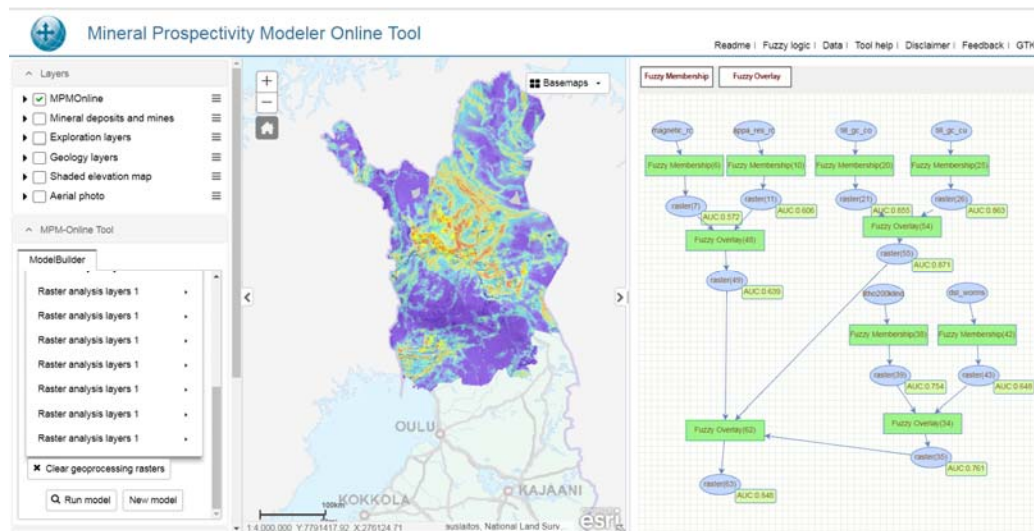 Mineral Prospectivity Modeler Online Tool
Readme | Fuzzy logic | Data | Tool help | Disclaimer | Feedback | GTK
Layers
MPMOnline
Mineral deposits and mines
Exploration layers
Geology layers
Shaded elevation map
Aerial photo
MPM-Online Tool
ModelBuilder
Raster analysis layers 1
Raster analysis layers 1
Raster analysis layers 1
Raster analysis layers 1
Raster analysis layers 1
Raster analysis layers 1
Raster analysis layers 1
Clear geoprocessing rasters
Run model
New model
Basemaps
OULU
KOKKOLA
KAJAANI
100km
1:4,000,000 Y:7791417.92 X:276124.71
suslaitos, National Land Surv...
esri
Fuzzy Membership
Fuzzy Overlay
magnetic_rc
appa_res_rc
till_gc_co
till_gc_cu
Fuzzy Membership(6)
Fuzzy Membership(10)
Fuzzy Membership(20)
Fuzzy Membership(25)
raster(7)
AUC:0.572
raster(11)
AUC:0.606
raster(21)
AUC:0.855
raster(26)
AUC:0.863
Fuzzy Overlay(48)
Fuzzy Overlay(54)
raster(49)
AUC:0.639
raster(55)
AUC:0.871
dist_worms
Fuzzy Membership(38)
Fuzzy Membership(42)
raster(39)
AUC:0.754
raster(43)
AUC:0.648
Fuzzy Overlay(62)
Fuzzy Overlay(34)
raster(35)
AUC:0.761
raster(63)
AUC:0.848